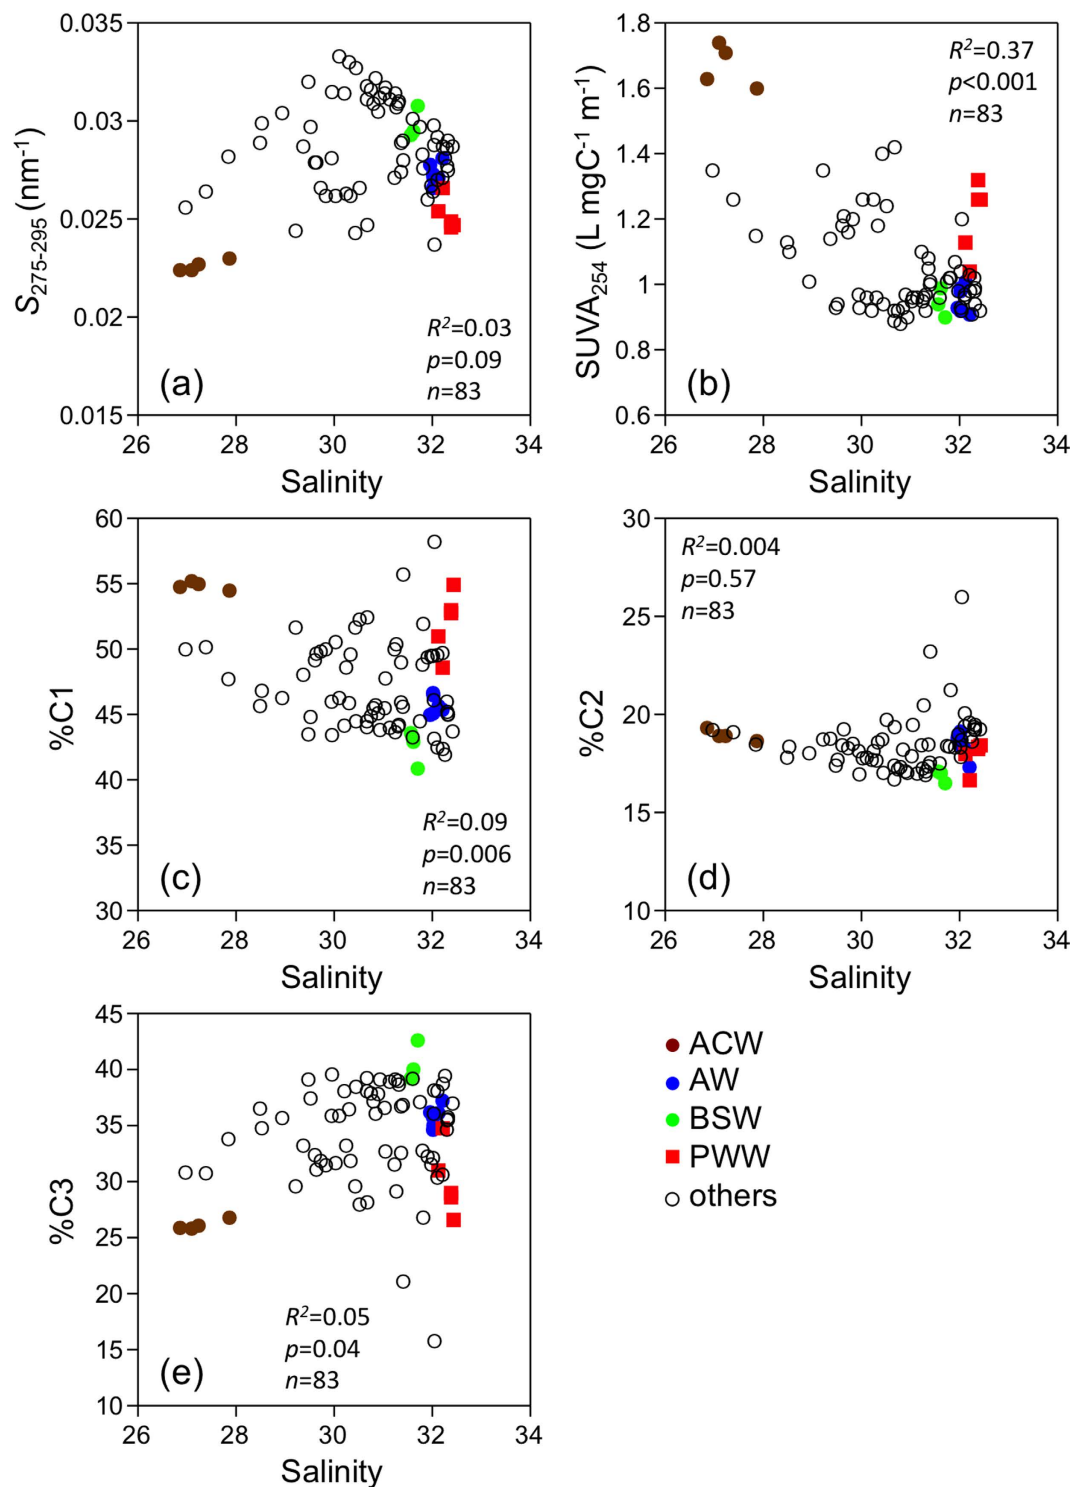 0.035
0.030
0.025
0.020
0.015
S275-295 (nm-1)
R2=0.03
p=0.09
n=83
(a)
26 28 30 32 34
Salinity
1.8
1.6
1.4
1.2
1
0.8
0.6
SUVA254 (L mgC-1 m-1)
R2=0.37
p<0.001
n=83
(b)
26 28 30 32 34
Salinity
60
55
50
45
40
35
30
%C1
R2=0.09
p=0.006
n=83
(c)
26 28 30 32 34
Salinity
30
25
20
15
10
%C2
R2=0.004
p=0.57
n=83
(d)
26 28 30 32 34
Salinity
45
40
35
30
25
20
15
10
%C3
R2=0.05
p=0.04
n=83
(e)
26 28 30 32 34
Salinity
ACW
AW
BSW
PWW
others